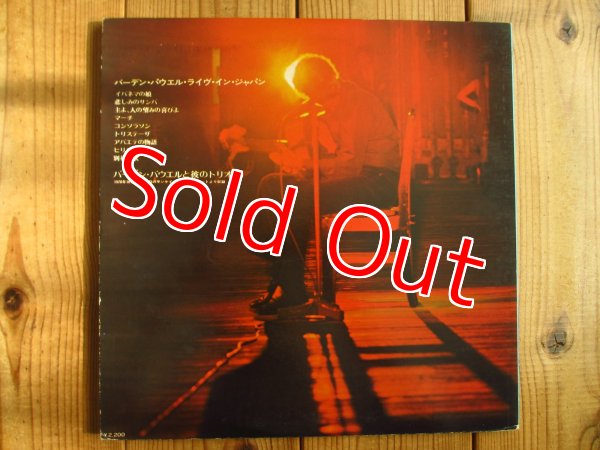 バーデン・パウエル・ライヴ・イン・ジャパン
イパネマの娘
悲しみのサンバ
主よ、人の望みの喜びよ
マーチ
コンソラソン
トリステーザ
アバエテの物語
バーデン・パウエルと彼のトリオ
Sold Out
¥2,200